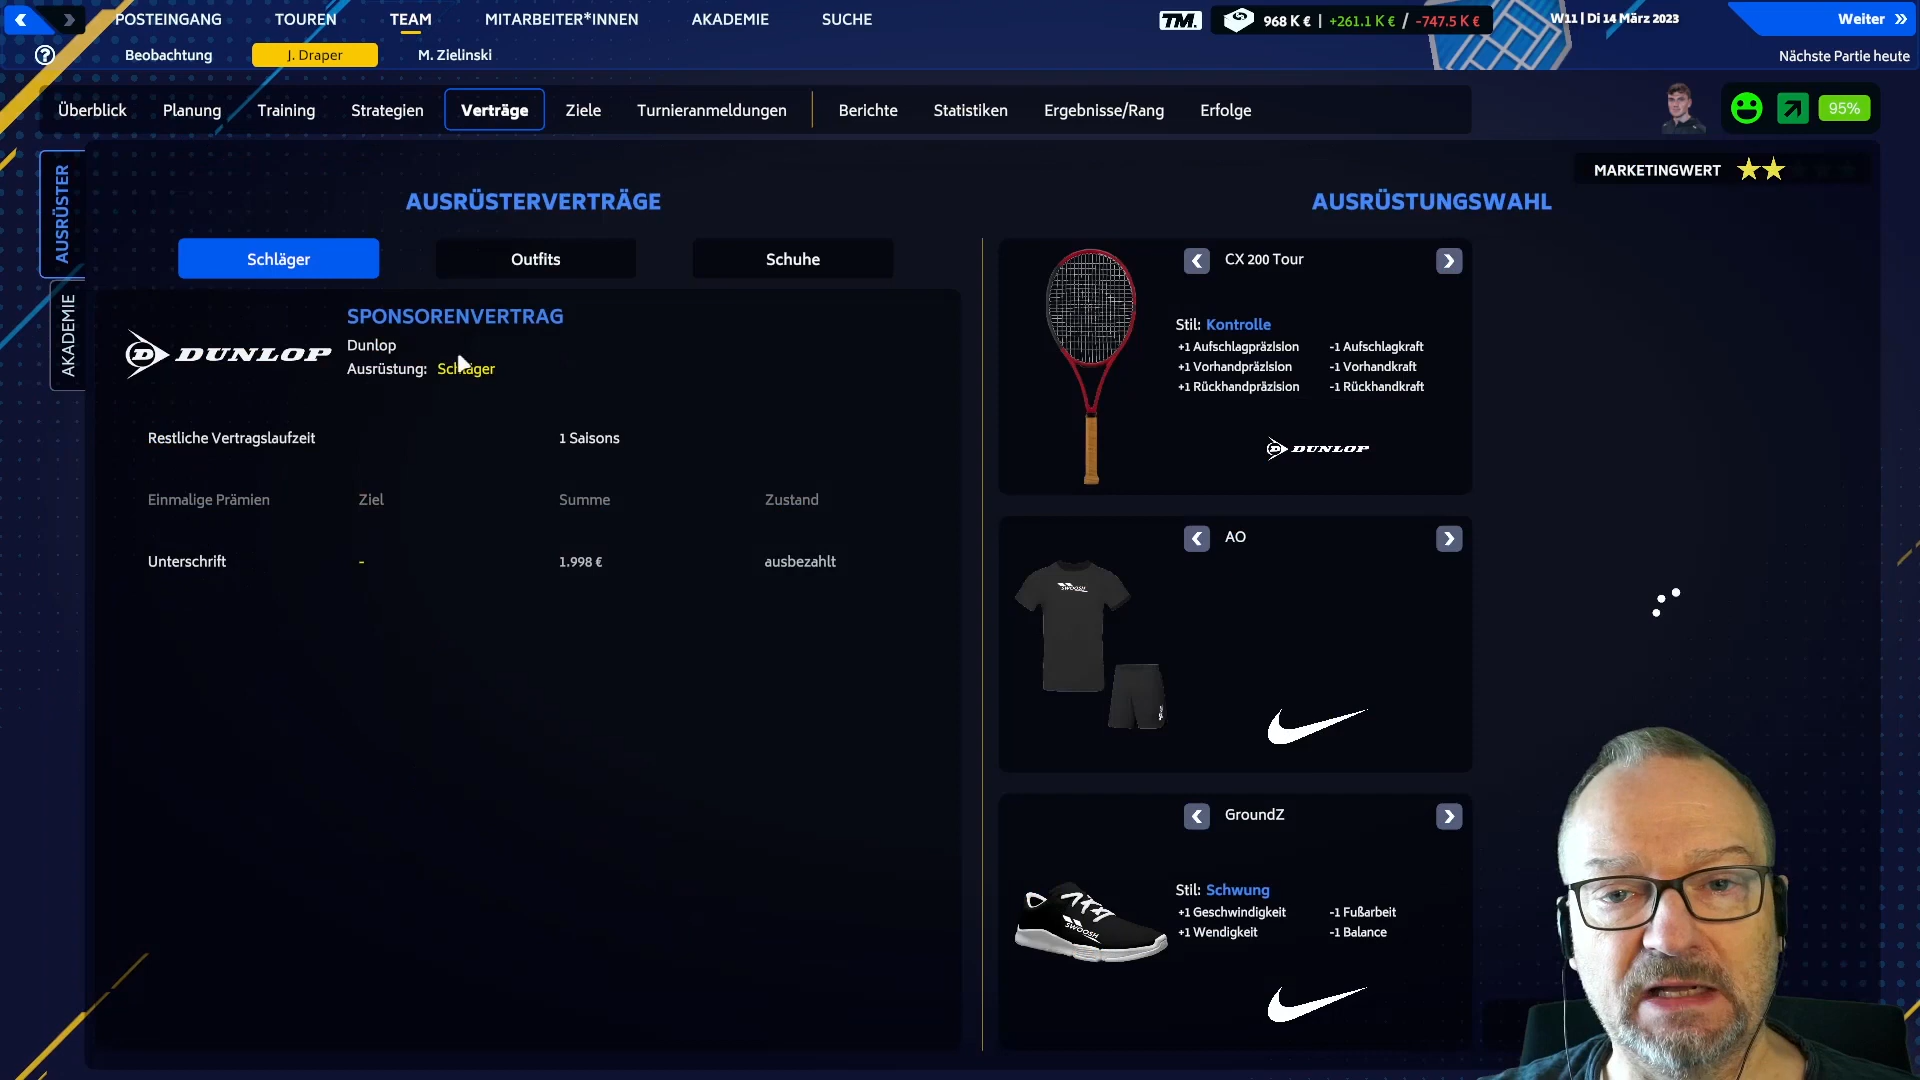 POSTEINGANG TOUREN TEAM MITARBEITER*INNEN AKADEMIE SUCHE
TM. 968 K € | +261.1 K € / -747.5 K €
W11 | Di 14 März 2023
Weiter
Beobachtung J. Draper M. Zielinski
Nächste Partie heute
Überblick Planung Training Strategien Verträge Ziele Turnieranmeldungen Berichte Statistiken Ergebnisse/Rang Erfolge
95%
MARKETINGWERT
AUSRÜSTER
AKADEMIE
AUSRÜSTERVERTRÄGE
Schläger Outfits Schuhe
DUNLOP
SPONSORENVERTRAG
Dunlop
Ausrüstung: Schläger
Restliche Vertragslaufzeit 1 Saisons
Einmalige Prämien Ziel Summe Zustand
Unterschrift - 1.998 € ausbezahlt
AUSRÜSTUNGSWAHL
CX 200 Tour
Stil: Kontrolle
+1 Aufschlagpräzision -1 Aufschlagkraft
+1 Vorhandpräzision -1 Vorhandkraft
+1 Rückhandpräzision -1 Rückhandkraft
DUNLOP
AO
SWOOSH
GroundZ
Stil: Schwung
+1 Geschwindigkeit -1 Fußarbeit
+1 Wendigkeit -1 Balance
SWOOSH